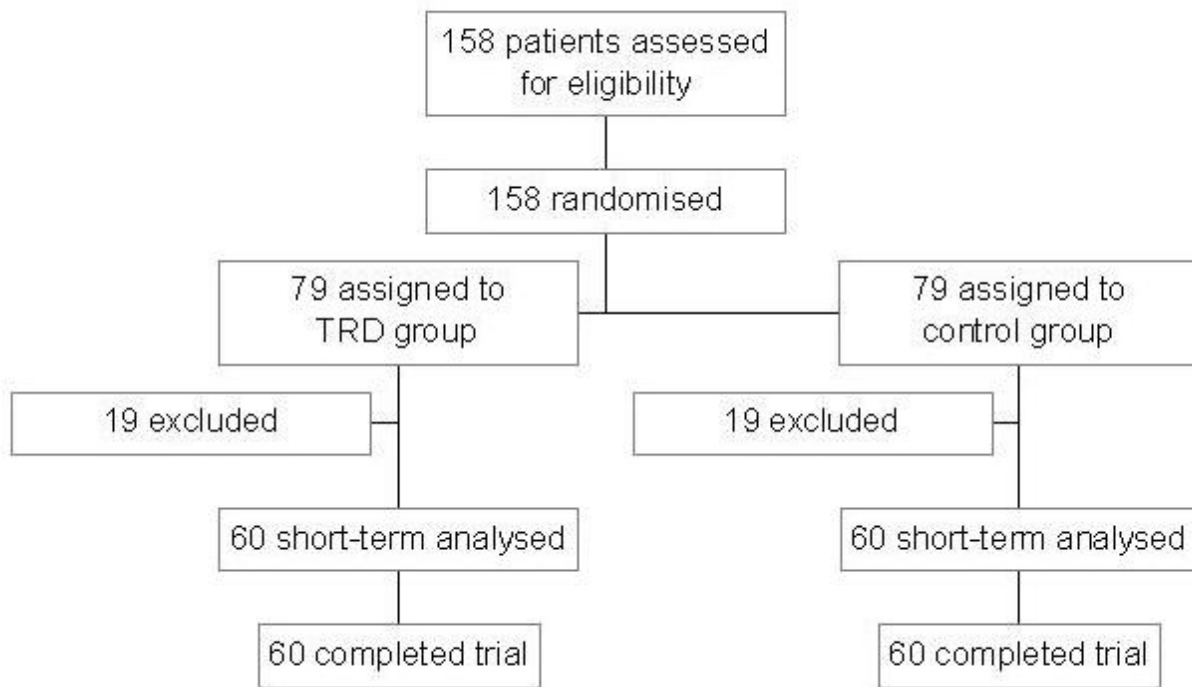 158 patients assessed
for eligibility
158 randomised
79 assigned to
TRD group
79 assigned to
control group
19 excluded
19 excluded
60 short-term analysed
60 short-term analysed
60 completed trial
60 completed trial